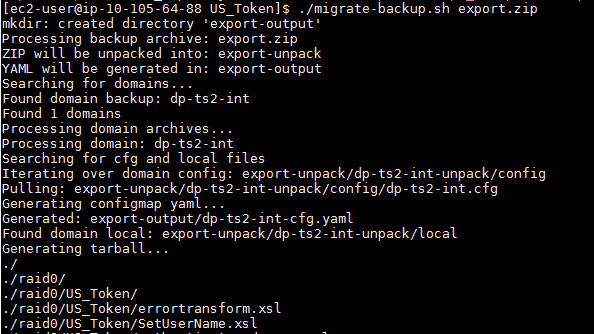 [ec2-user@ip-10-105-64-88 US_Token]$ ./migrate-backup.sh export.zip
mkdir: created directory 'export-output'
Processing backup archive: export.zip
ZIP will be unpacked into: export-unpack
YAML will be generated in: export-output
Searching for domains...
Found domain backup: dp-ts2-int
Found 1 domains
Processing domain archives...
Processing domain: dp-ts2-int
Searching for cfg and local files
Iterating over domain config: export-unpack/dp-ts2-int-unpack/config
Pulling: export-unpack/dp-ts2-int-unpack/config/dp-ts2-int.cfg
Generating configmap yaml...
Generated: export-output/dp-ts2-int-cfg.yaml
Found domain local: export-unpack/dp-ts2-int-unpack/local
Generating tarball...
./
./raid0/
./raid0/US_Token/
./raid0/US_Token/errortransform.xsl
./raid0/US_Token/SetUserName.xsl